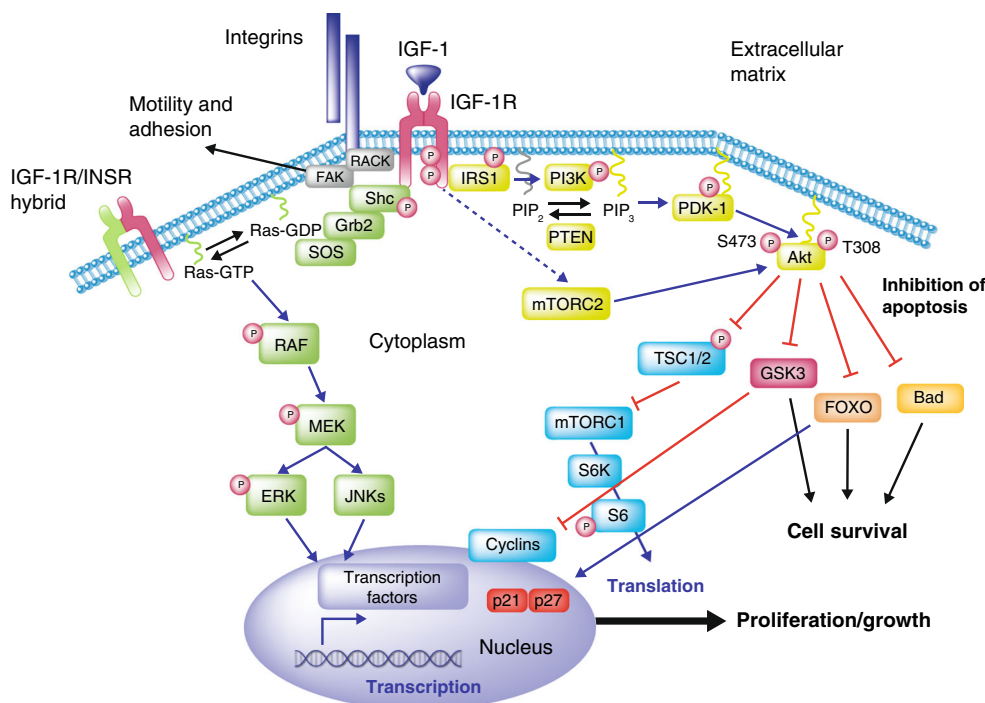 Integrins
IGF-1
Extracellular
matrix
IGF-1R
Motility and
adhesion
RACK
FAK
P
P
P
IRS1
P
PI3K
P
P
PDK-1
IGF-1R/INSR
hybrid
Shc
P
Grb2
SOS
Ras-GDP
Ras-GTP
PIP2
PIP3
PTEN
S473
P
P
T308
Akt
mTORC2
Inhibition of
apoptosis
P
RAF
Cytoplasm
P
TSC1/2
GSK3
FOXO
Bad
P
MEK
mTORC1
S6K
P
ERK
JNKs
P
S6
Cell survival
Cyclins
Transcription
factors
Translation
p21
p27
Proliferation/growth
Nucleus
Transcription